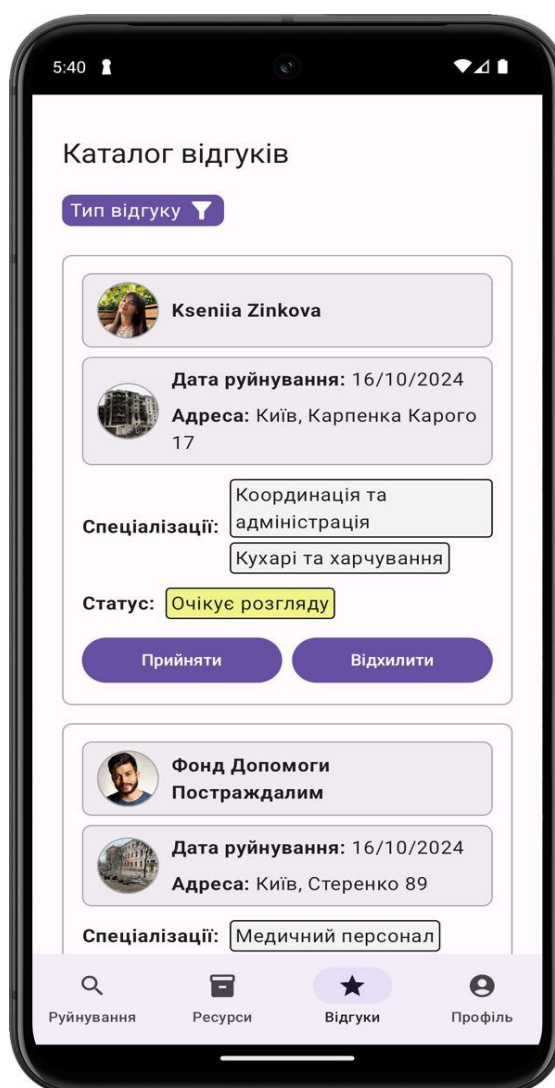 5:40
Каталог відгуків
Тип відгуку
Kseniia Zinkova
Дата руйнування: 16/10/2024
Адреса: Київ, Карпенка Карого
17
Спеціалізації:
Координація та
адміністрація
Кухарі та харчування
Статус: Очікує розгляду
Прийняти Відхилити
Фонд Допомоги
Постраждалим
Дата руйнування: 16/10/2024
Адреса: Київ, Стеренко 89
Спеціалізації: Медичний персонал
Руйнування Ресурси Відгуки Профіль